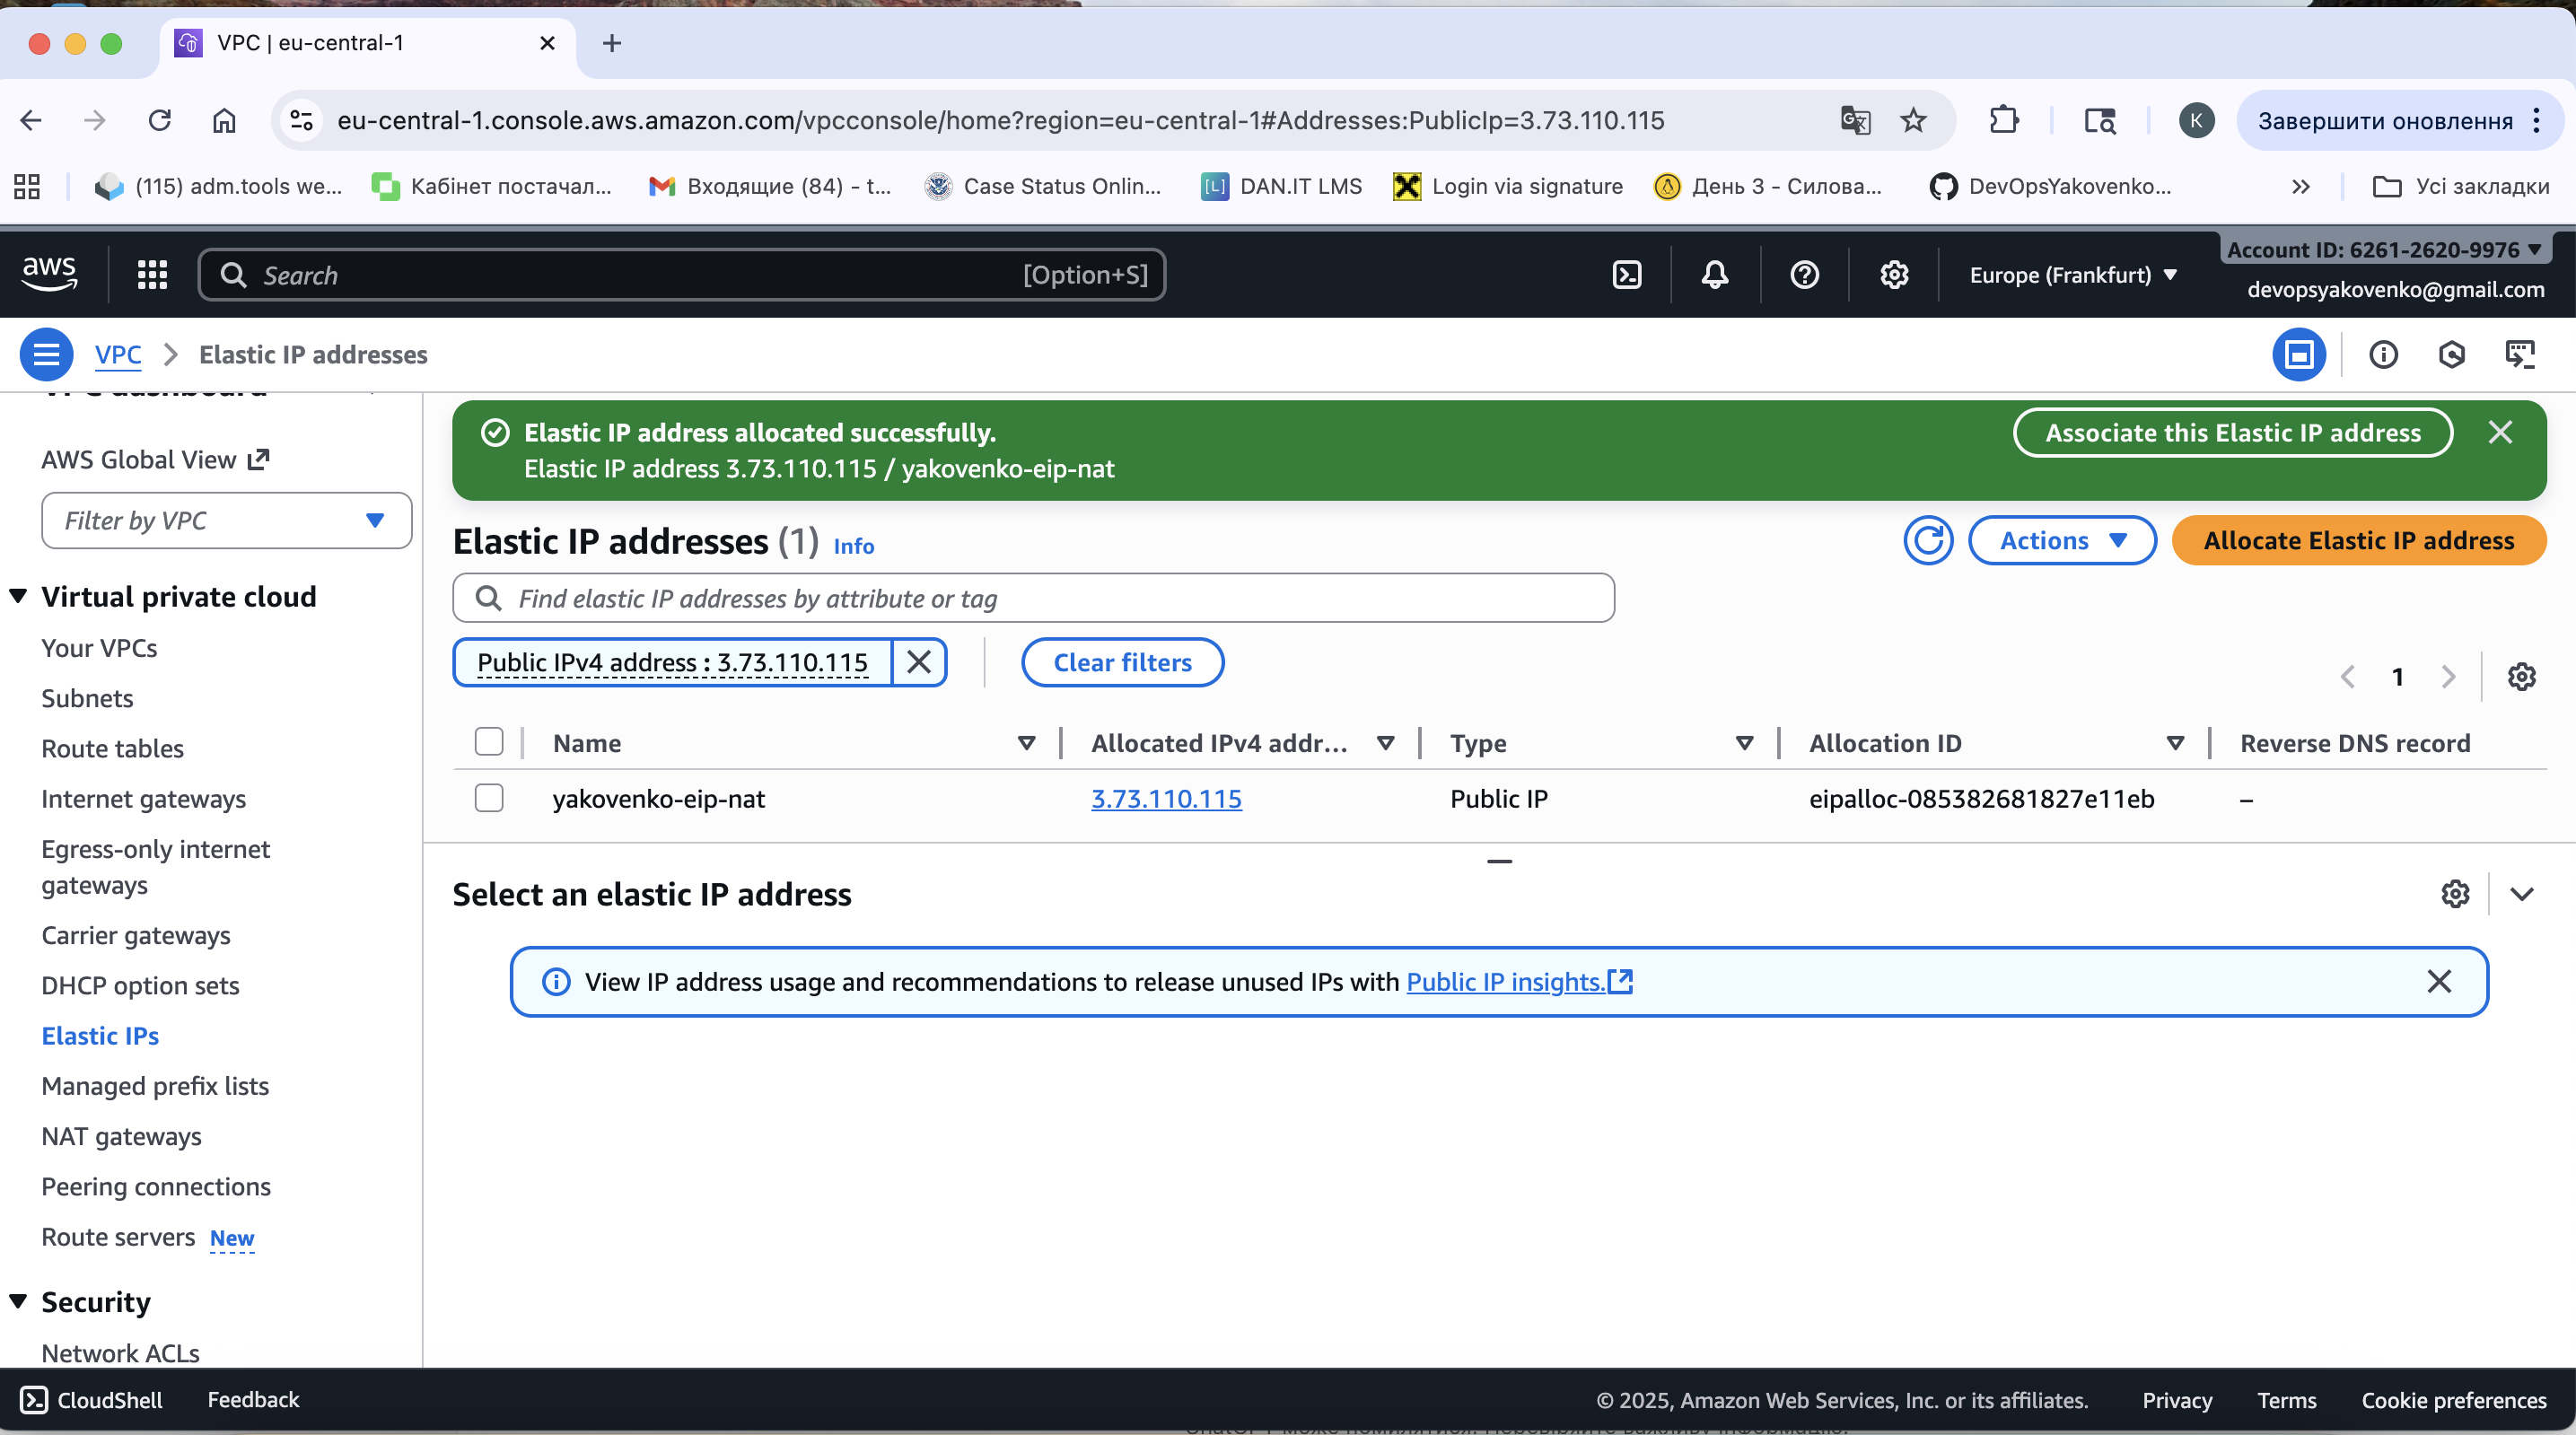 VPC | eu-central-1
eu-central-1.console.aws.amazon.com/vpcconsole/home?region=eu-central-1#Addresses:PublicIp=3.73.110.115
K
Завершити оновлення
(115) adm.tools we...
Кабінет постачал...
Входящие (84) - t...
Case Status Onlin...
[L] DAN.IT LMS
Login via signature
День 3 - Силова...
DevOpsYakovenko...
Усі закладки
aws
Search
[Option+S]
Europe (Frankfurt)
Account ID: 6261-2620-9976
devopsyakovenko@gmail.com
VPC
Elastic IP addresses
VPC dashboard
AWS Global View
Filter by VPC
Virtual private cloud
Your VPCs
Subnets
Route tables
Internet gateways
Egress-only internet
gateways
Carrier gateways
DHCP option sets
Elastic IPs
Managed prefix lists
NAT gateways
Peering connections
Route servers New
Security
Network ACLs
Elastic IP address allocated successfully.
Elastic IP address 3.73.110.115 / yakovenko-eip-nat
Associate this Elastic IP address
Elastic IP addresses (1) Info
Actions
Allocate Elastic IP address
Find elastic IP addresses by attribute or tag
Public IPv4 address : 3.73.110.115
Clear filters
1
Name
Allocated IPv4 addr...
Type
Allocation ID
Reverse DNS record
yakovenko-eip-nat
3.73.110.115
Public IP
eipalloc-085382681827e11eb
–
Select an elastic IP address
View IP address usage and recommendations to release unused IPs with Public IP insights.
CloudShell
Feedback
© 2025, Amazon Web Services, Inc. or its affiliates.
Privacy
Terms
Cookie preferences